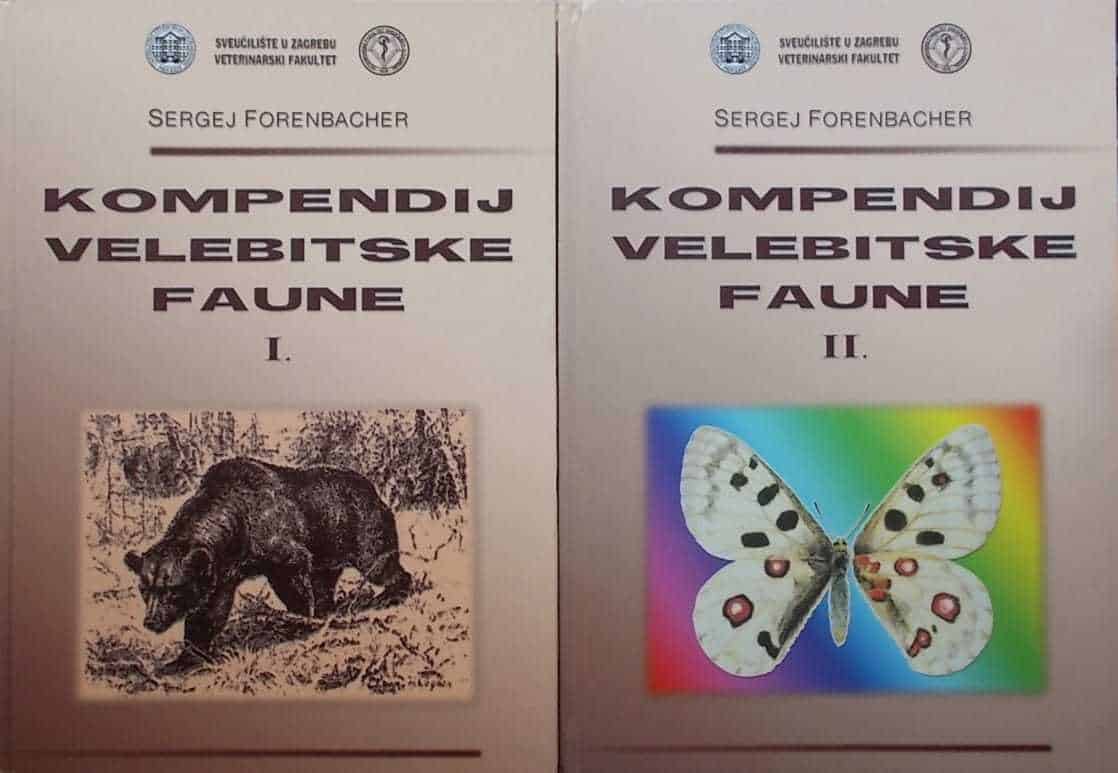 SVEUČILIŠTE U ZAGREBU
VETERINARSKI FAKULTET
SERGEJ FORENBACHER
KOMPENDIJ
VELEBITSKE
FAUNE
I.
SVEUČILIŠTE U ZAGREBU
VETERINARSKI FAKULTET
SERGEJ FORENBACHER
KOMPENDIJ
VELEBITSKE
FAUNE
II.